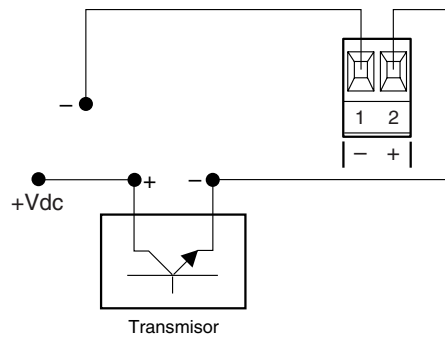 –
1 2
– +
+ –
+Vdc
Transmisor